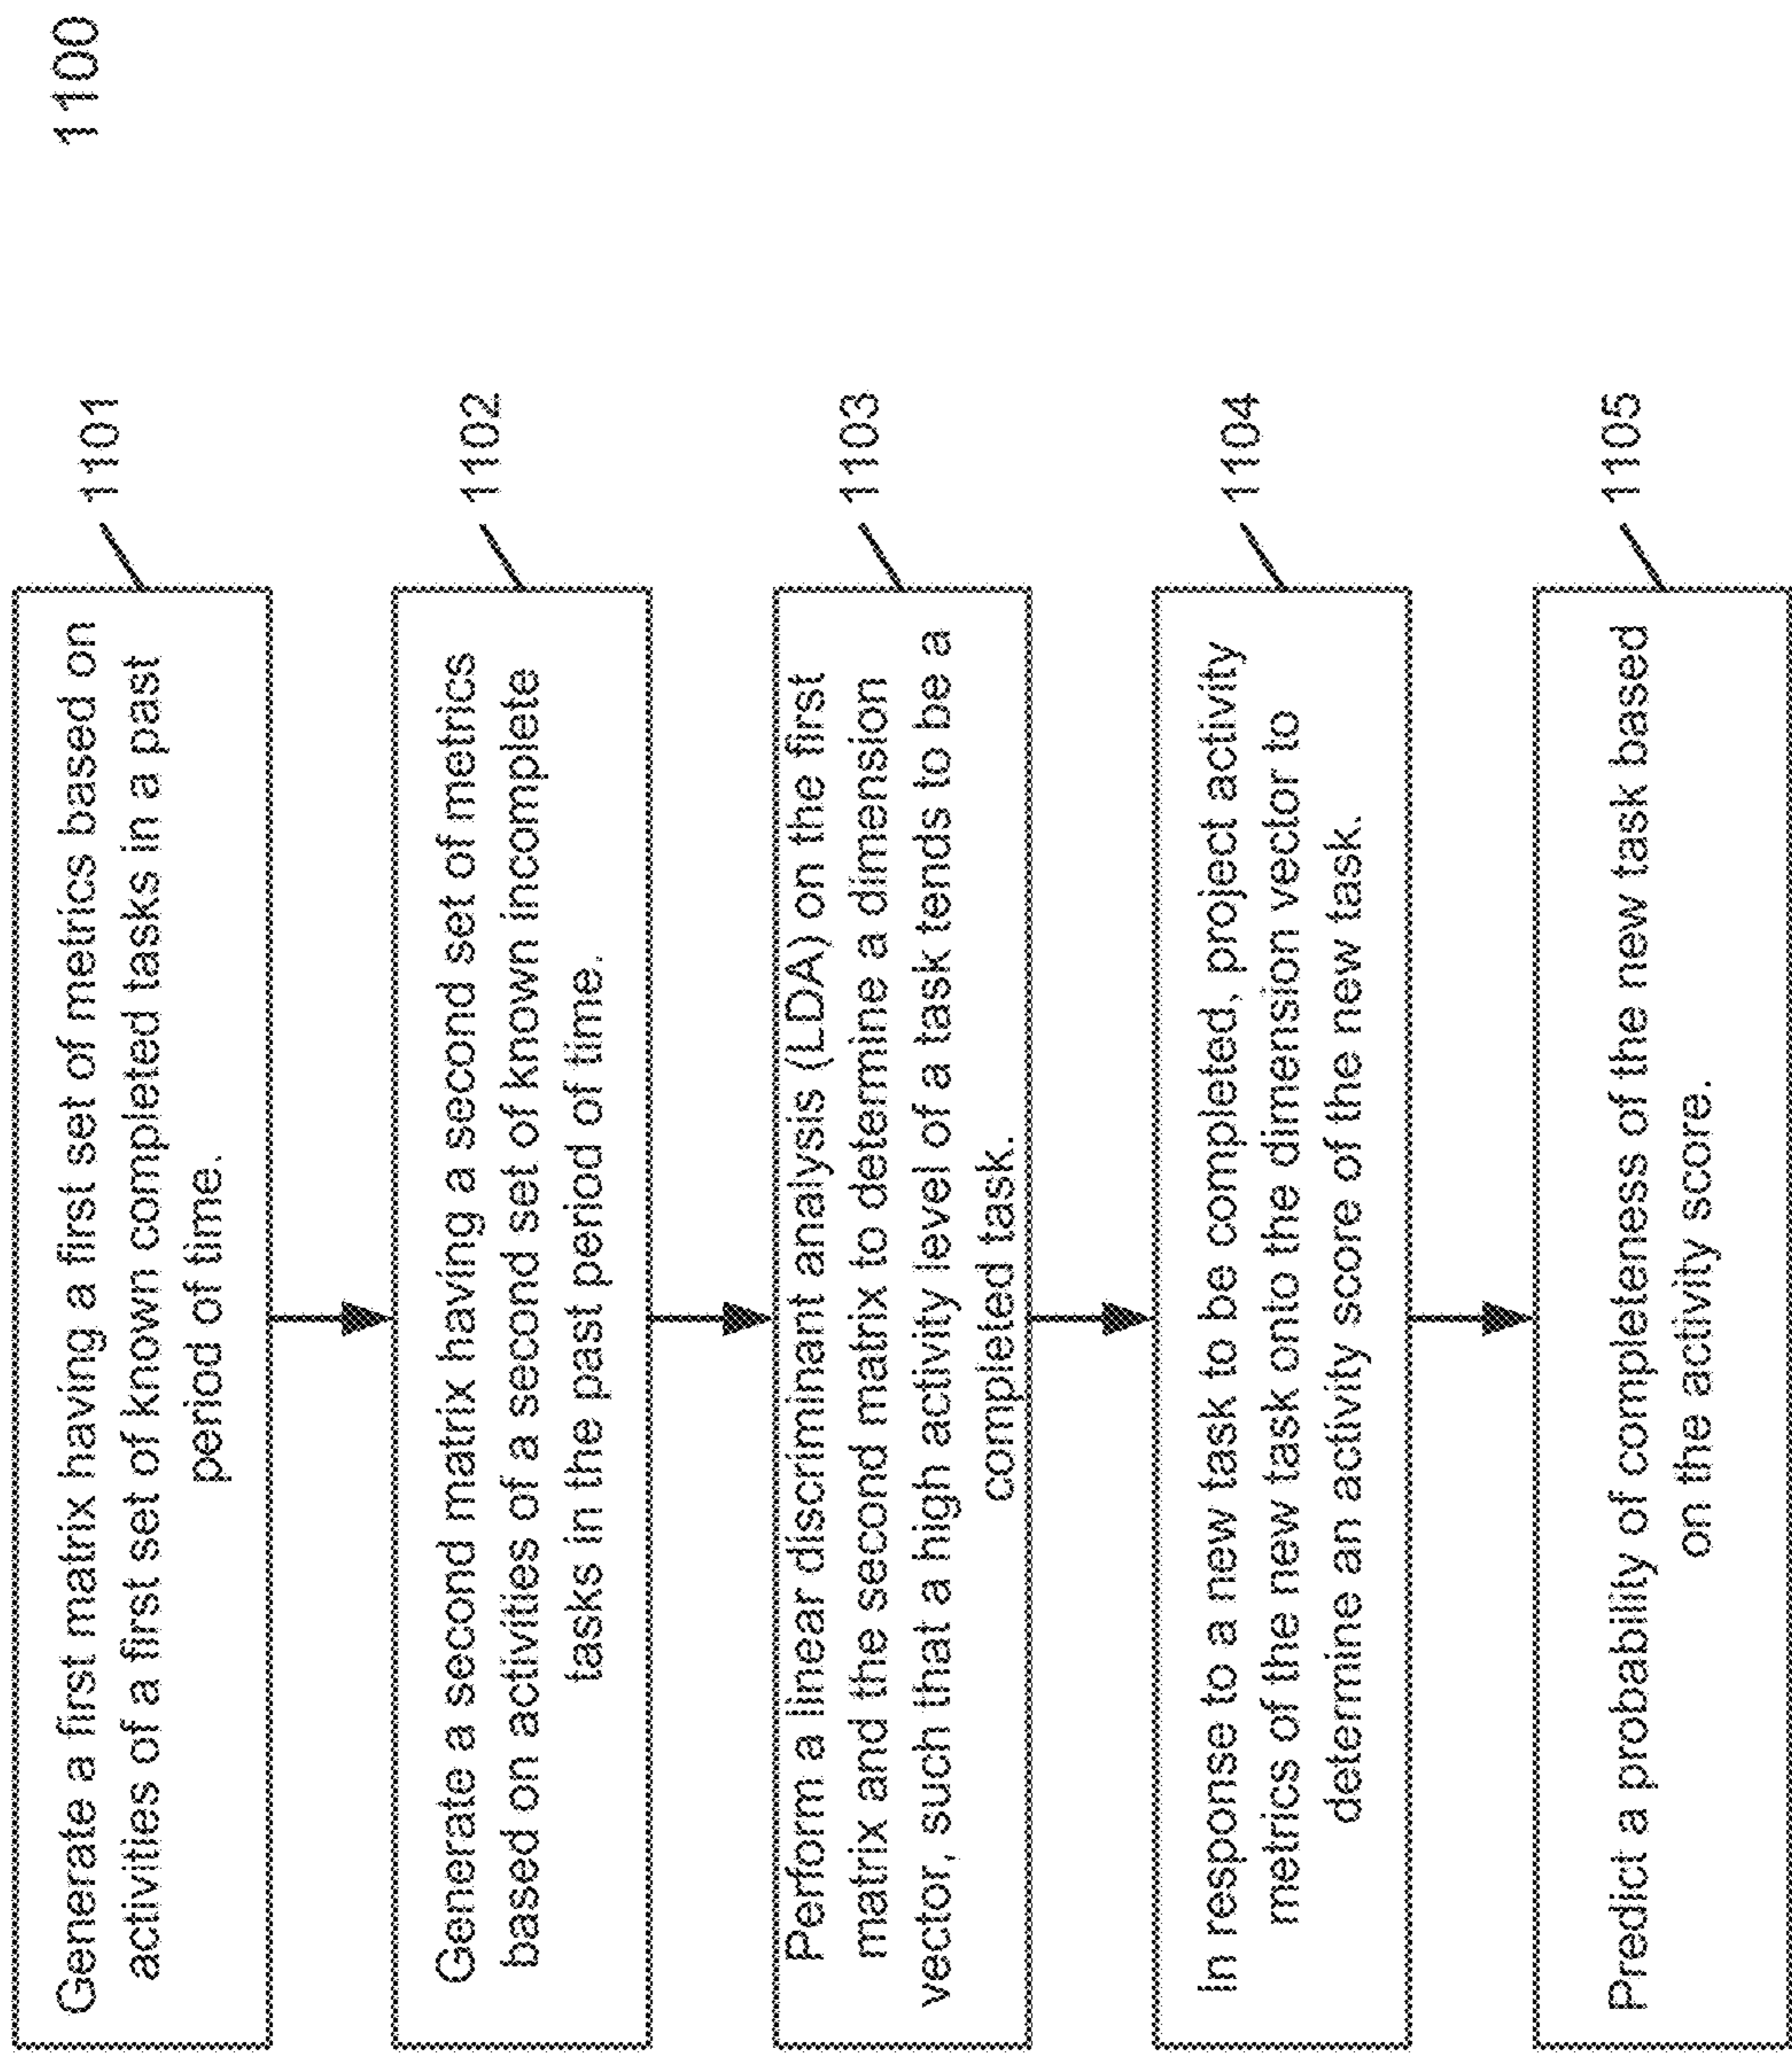 1100
Generate a first matrix having a first set of metrics based on
activities of a first set of known completed tasks in a past
period of time.
1101
Generate a second matrix having a second set of metrics
based on activities of a second set of known incomplete
tasks in the past period of time.
1102
Perform a linear discriminant analysis (LDA) on the first
matrix and the second matrix to determine a dimension
vector, such that a high activity level of a task tends to be a
completed task.
1103
In response to a new task to be completed, project activity
metrics of the new task onto the dimension vector to
determine an activity score of the new task.
1104
Predict a probability of completeness of the new task based
on the activity score.
1105